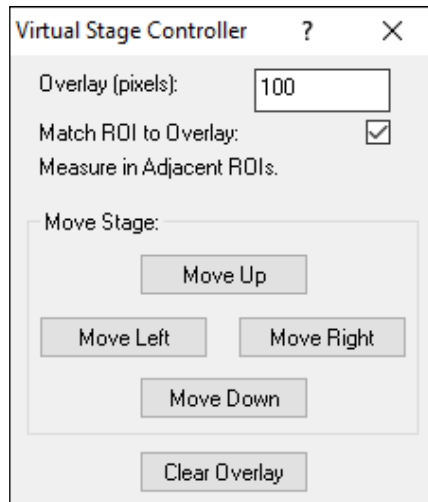 Virtual Stage Controller ?
Overlay (pixels): 100
Match ROI to Overlay:
Measure in Adjacent ROIs.
Move Stage:
Move Up
Move Left Move Right
Move Down
Clear Overlay